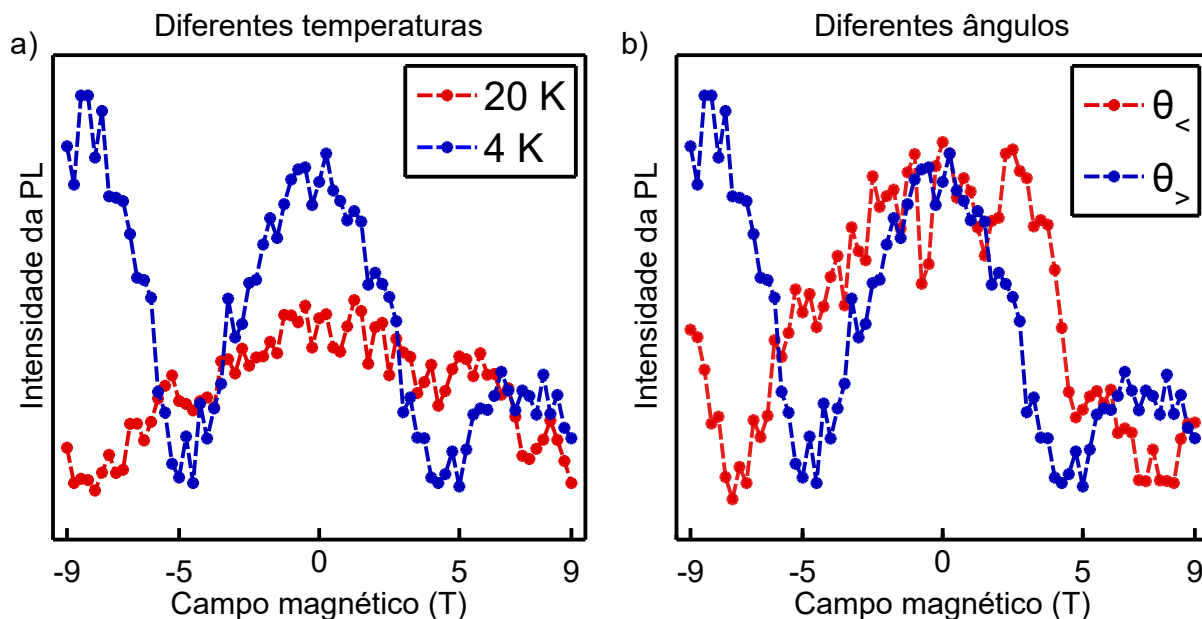 Diferentes temperaturas
a)
20 K
4 K
Intensidade da PL
-9
-5
0
5
9
Campo magnético (T)
Diferentes ângulos
b)
θ<
θ>
Intensidade da PL
-9
-5
0
5
9
Campo magnético (T)